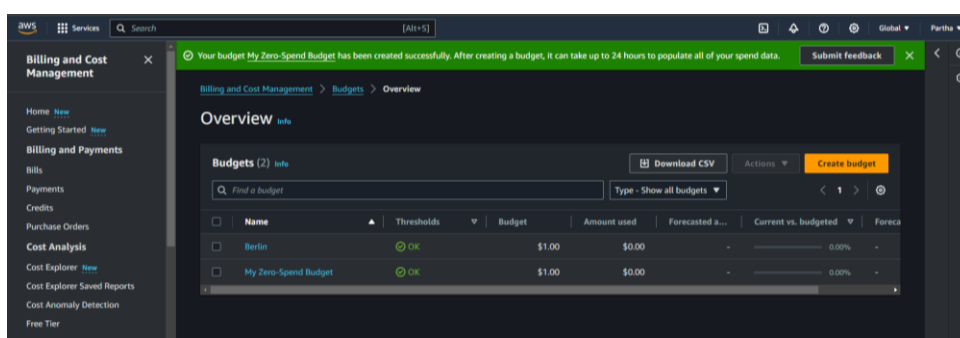 aws Services Search [Alt+S] Global Partha
Billing and Cost Management
Your budget My Zero-Spend Budget has been created successfully. After creating a budget, it can take up to 24 hours to populate all of your spend data. Submit feedback
Billing and Cost Management > Budgets > Overview
Home New
Getting Started New
Billing and Payments
Bills
Payments
Credits
Purchase Orders
Cost Analysis
Cost Explorer New
Cost Explorer Saved Reports
Cost Anomaly Detection
Free Tier
Overview Info
Budgets (2) Info Download CSV Actions Create budget
Find a budget Type - Show all budgets 1
Name Thresholds Budget Amount used Forecasted a... Current vs. budgeted Foreca
Berlin OK $1.00 $0.00 - 0.00% -
My Zero-Spend Budget OK $1.00 $0.00 - 0.00% -